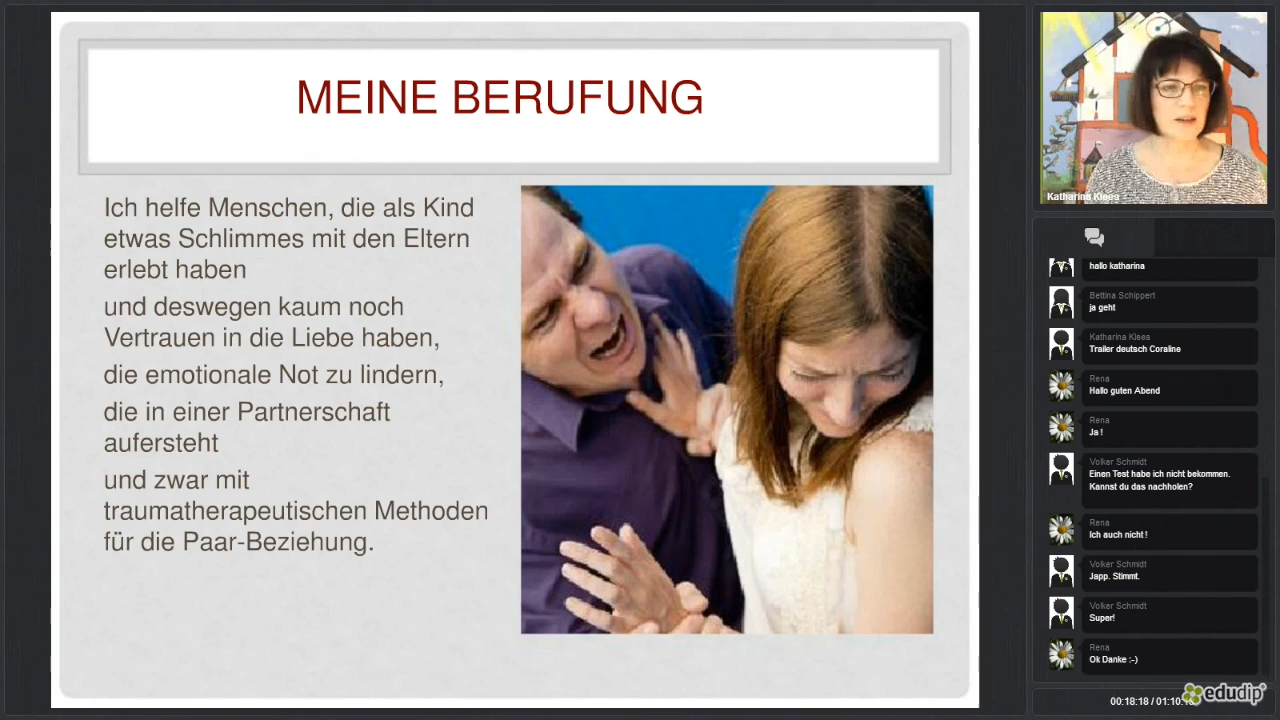 MEINE BERUFUNG
Ich helfe Menschen, die als Kind
etwas Schlimmes mit den Eltern
erlebt haben
und deswegen kaum noch
Vertrauen in die Liebe haben,
die emotionale Not zu lindern,
die in einer Partnerschaft
aufersteht
und zwar mit
traumatherapeutischen Methoden
für die Paar-Beziehung.
Katharina Klees
hallo katharina
Bettina Schippert
ja geht
Katharina Klees
Trailer deutsch Coraline
Rena
Hallo guten Abend
Rena
Ja !
Volker Schmidt
Einen Test habe ich nicht bekommen.
Kannst du das nachholen?
Rena
Ich auch nicht !
Volker Schmidt
Japp. Stimmt.
Volker Schmidt
Super!
Rena
Ok Danke :-)
00:18:18 / 01:10:
edudip